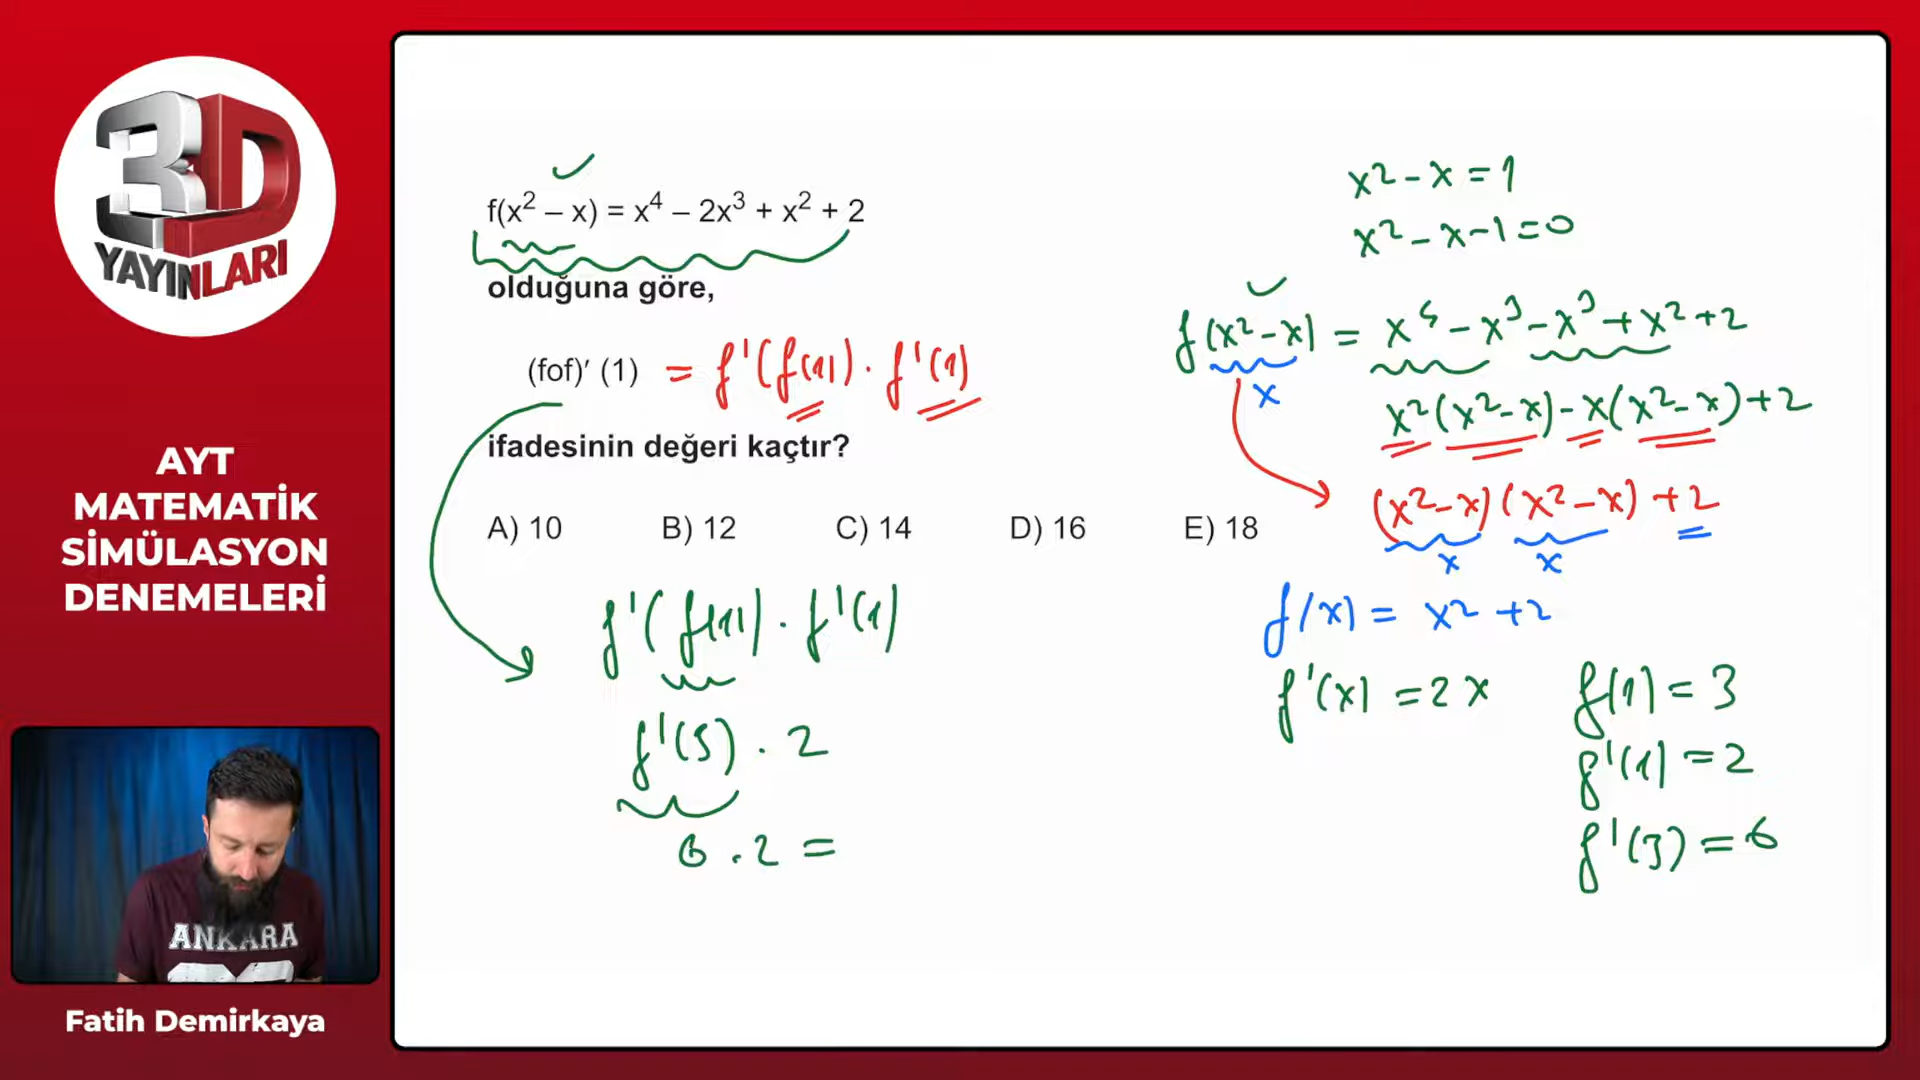 3D
YAYINLARI
AYT
MATEMATİK
SİMÜLASYON
DENEMELERİ
ANKARA
Fatih Demirkaya
f(x² – x) = x⁴ – 2x³ + x² + 2
olduğuna göre,
(fof)′ (1) = f'(f(1)) · f'(1)
ifadesinin değeri kaçtır?
A) 10 B) 12 C) 14 D) 16 E) 18
f'(f(1)) · f'(1)
f'(3) · 2
6 · 2 =
x² - x = 1
x² - x - 1 = 0
f(x² - x) = x⁴ - x³ - x³ + x² + 2
x
x²(x² - x) - x(x² - x) + 2
(x² - x)(x² - x) + 2
x x
f(x) = x² + 2
f'(x) = 2x
f(1) = 3
f'(1) = 2
f'(3) = 6